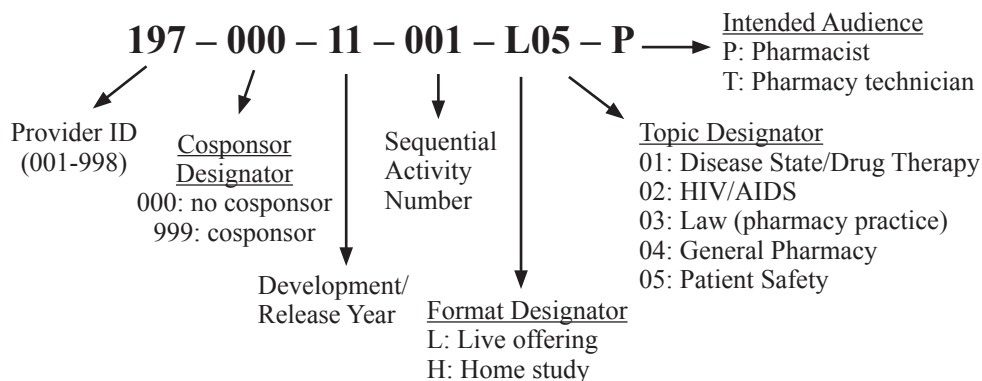 197 – 000 – 11 – 001 – L05 – P
Intended Audience
P: Pharmacist
T: Pharmacy technician
Provider ID
(001-998)
Cosponsor
Designator
000: no cosponsor
999: cosponsor
Development/
Release Year
Sequential
Activity
Number
Format Designator
L: Live offering
H: Home study
Topic Designator
01: Disease State/Drug Therapy
02: HIV/AIDS
03: Law (pharmacy practice)
04: General Pharmacy
05: Patient Safety